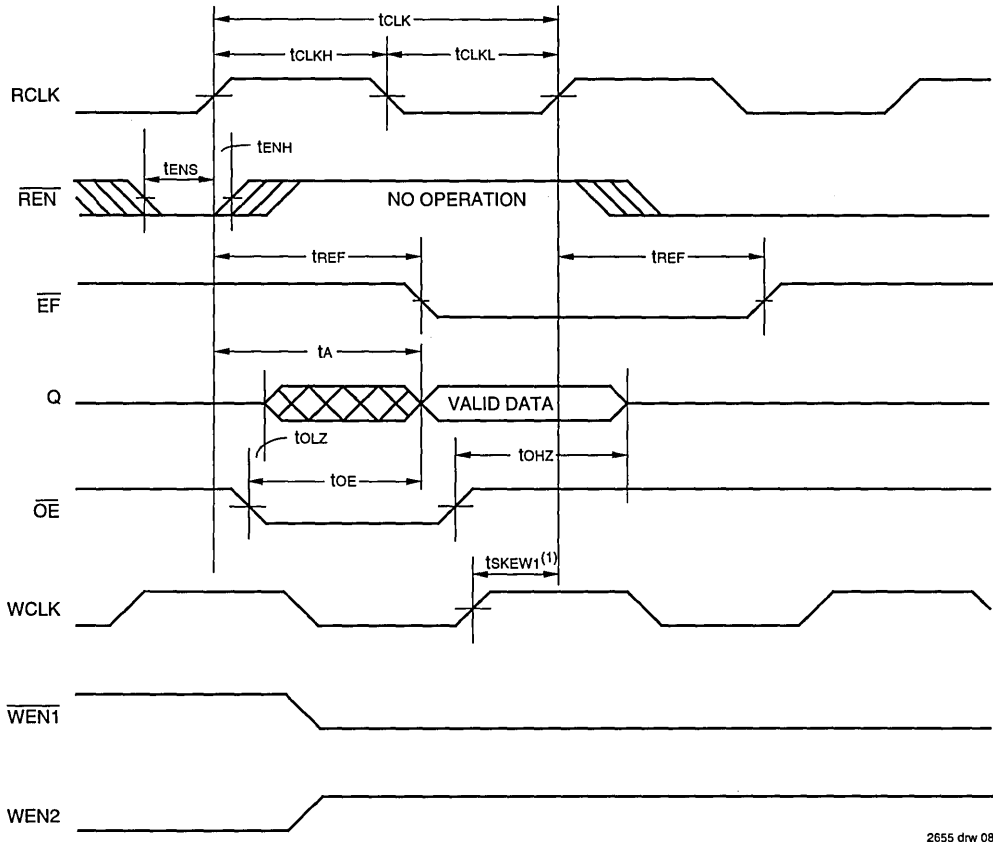 tCLK
tCLKH
tCLKL
RCLK
tENH
tENS
REN
NO OPERATION
tREF
tREF
EF
tA
Q
VALID DATA
tOLZ
tOHZ
tOE
OE
tSKEW1(1)
WCLK
WEN1
WEN2
2655 drw 08